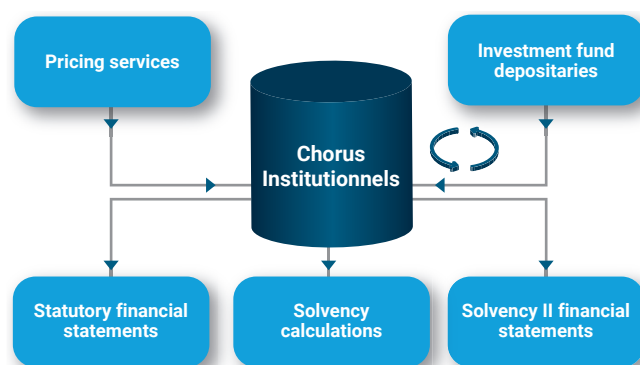 Pricing services
Investment fund
depositaries
Chorus
Institutionnels
Statutory financial
statements
Solvency
calculations
Solvency II financial
statements